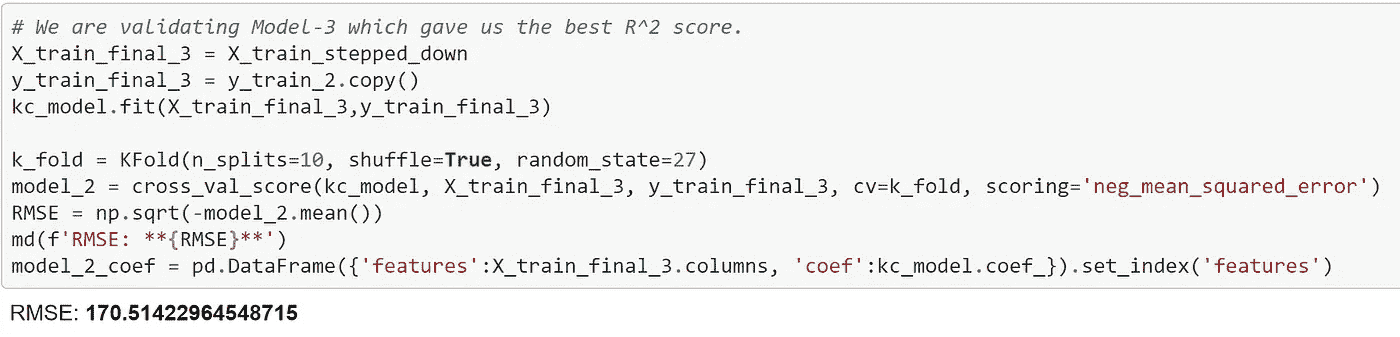 # We are validating Model-3 which gave us the best R^2 score.
X_train_final_3 = X_train_stepped_down
y_train_final_3 = y_train_2.copy()
kc_model.fit(X_train_final_3,y_train_final_3)
k_fold = KFold(n_splits=10, shuffle=True, random_state=27)
model_2 = cross_val_score(kc_model, X_train_final_3, y_train_final_3, cv=k_fold, scoring='neg_mean_squared_error')
RMSE = np.sqrt(-model_2.mean())
md(f'RMSE: **{RMSE}**')
model_2_coef = pd.DataFrame({'features':X_train_final_3.columns, 'coef':kc_model.coef_}).set_index('features')
RMSE: 170.51422964548715